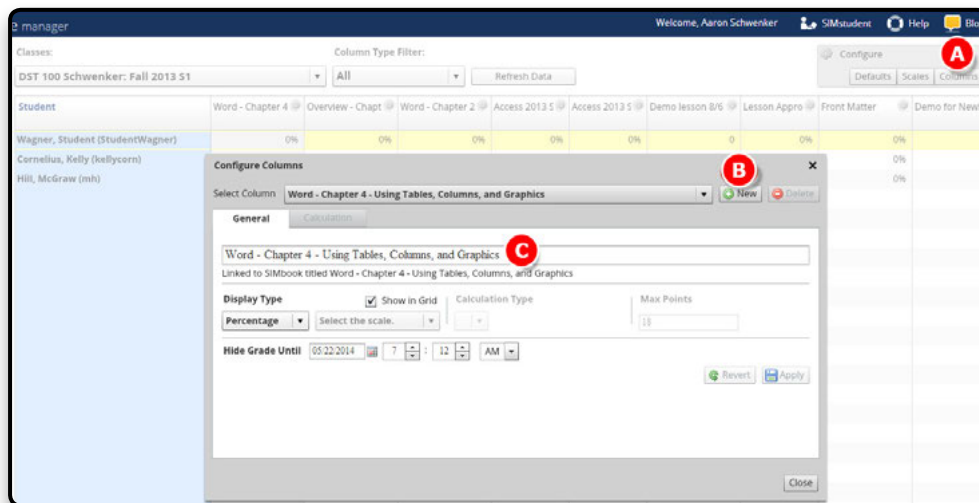 e manager Welcome, Aaron Schwenker SIMstudent Help Blo
A
Classes: Column Type Filter: Configure
DST 100 Schwenker: Fall 2013 S1 All Refresh Data Defaults Scales Columns
Student Word - Chapter 4 Overview - Chapt Word - Chapter 2 Access 2013 S Access 2013 S Demo lesson 8/6 Lesson Appro Front Matter Demo for New
Wagner, Student (StudentWagner) 0% 0% 0% 0% 0% 0 0% 0%
Cornelius, Kelly (kellycorn) 0%
Hill, McGraw (mh) 0%
Configure Columns
B
Select Column Word - Chapter 4 - Using Tables, Columns, and Graphics New Delete
General Calculation
Word - Chapter 4 - Using Tables, Columns, and Graphics C
Linked to SIMbook titled Word - Chapter 4 - Using Tables, Columns, and Graphics
Display Type Show in Grid Calculation Type Max Points
Percentage Select the scale. 18
Hide Grade Until 05/22/2014 7 : 12 AM
Revert Apply
Close